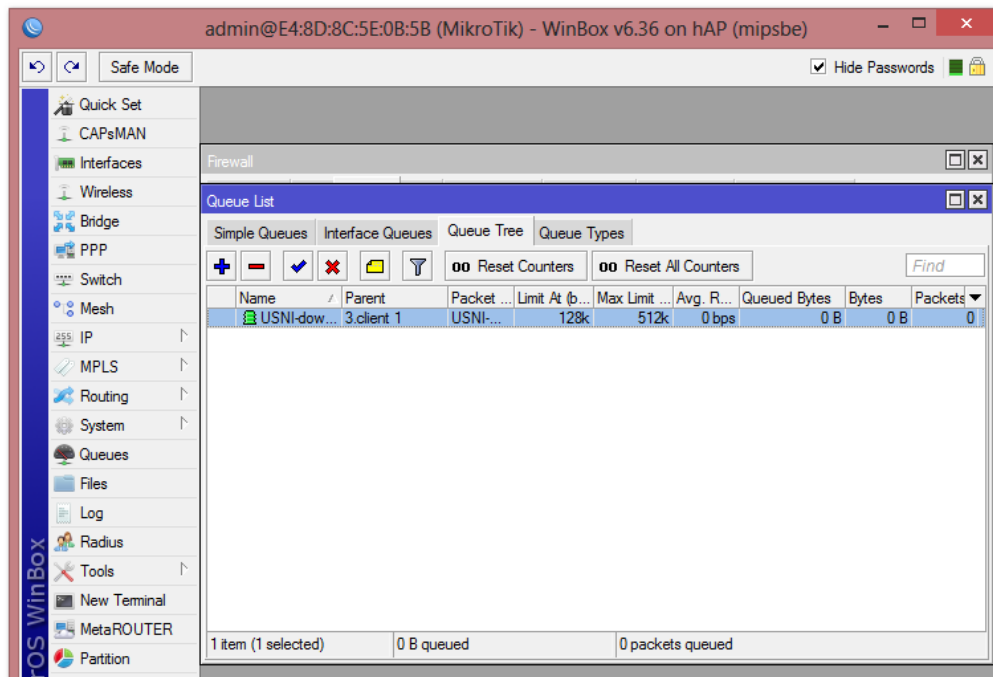 admin@E4:8D:8C:5E:0B:5B (MikroTik) - WinBox v6.36 on hAP (mipsbe)
Safe Mode
Hide Passwords
Quick Set
CAPsMAN
Interfaces
Wireless
Bridge
PPP
Switch
Mesh
IP
MPLS
Routing
System
Queues
Files
Log
Radius
Tools
New Terminal
MetaROUTER
Partition
rOS WinBox
Firewall
Queue List
Simple Queues Interface Queues Queue Tree Queue Types
00 Reset Counters 00 Reset All Counters Find
Name Parent Packet ... Limit At (b... Max Limit ... Avg. R... Queued Bytes Bytes Packets
USNI-dow... 3.client 1 USNI-... 128k 512k 0 bps 0 B 0 B 0
1 item (1 selected) 0 B queued 0 packets queued